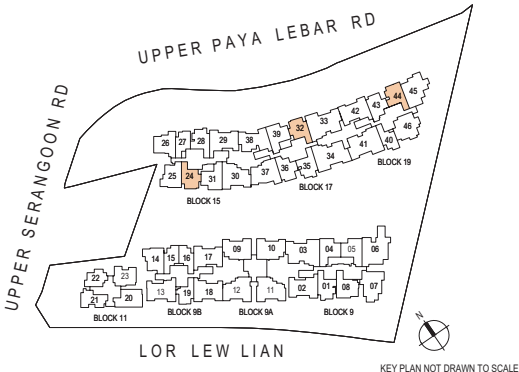 UPPER PAYA LEBAR RD
UPPER SERANGOON RD
44 45
32 33 42 43
26 27 28 29 38 39 46
25 24 31 30 37 36 35 34 41 40
BLOCK 19
BLOCK 15
BLOCK 17
14 15 16 17 09 10 03 04 05 06
22 23
21 20 13 19 18 12 11 02 01 08 07
BLOCK 11
BLOCK 9B
BLOCK 9A
BLOCK 9
LOR LEW LIAN
N
KEY PLAN NOT DRAWN TO SCALE